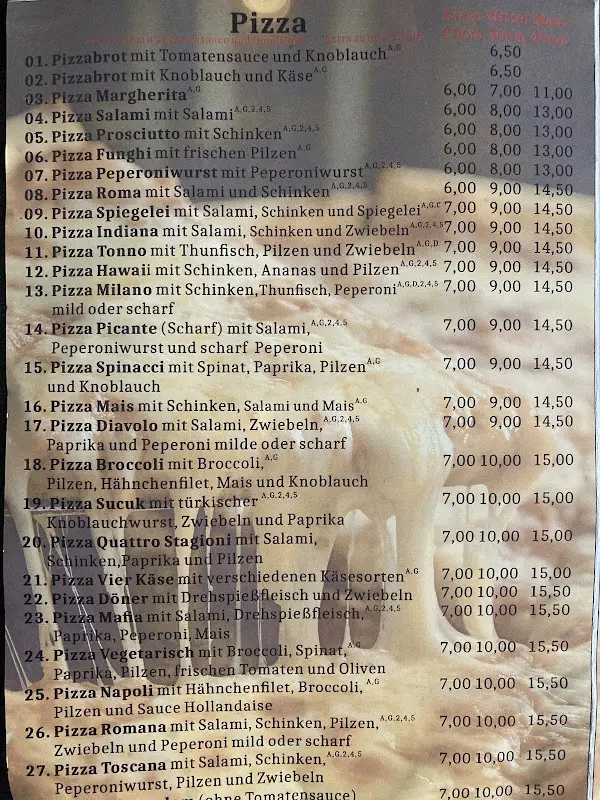 Pizza
01. Pizzabrot mit Tomatensauce und Knoblauch A,G 6,50
02. Pizzabrot mit Knoblauch und Käse A,G 6,50
03. Pizza Margherita A,G 6,00 7,00 11,00
04. Pizza Salami mit Salami A,G,2,4,5 6,00 8,00 13,00
05. Pizza Prosciutto mit Schinken A,G,2,4,5 6,00 8,00 13,00
06. Pizza Funghi mit frischen Pilzen A,G 6,00 8,00 13,00
07. Pizza Peperoniwurst mit Peperoniwurst A,G,2,4,5 6,00 8,00 13,00
08. Pizza Roma mit Salami und Schinken A,G,2,4,5 6,00 9,00 14,50
09. Pizza Spiegelei mit Salami, Schinken und Spiegelei A,G,C 7,00 9,00 14,50
10. Pizza Indiana mit Salami, Schinken und Zwiebeln A,G,2,4,5 7,00 9,00 14,50
11. Pizza Tonno mit Thunfisch, Pilzen und Zwiebeln A,G,D 7,00 9,00 14,50
12. Pizza Hawaii mit Schinken, Ananas und Pilzen A,G,2,4,5 7,00 9,00 14,50
13. Pizza Milano mit Schinken,Thunfisch, Peperoni A,G,D,2,4,5 7,00 9,00 14,50
mild oder scharf
14. Pizza Picante (Scharf) mit Salami, A,G,2,4,5 7,00 9,00 14,50
Peperoniwurst und scharf Peperoni
15. Pizza Spinacci mit Spinat, Paprika, Pilzen A,G 7,00 9,00 14,50
und Knoblauch
16. Pizza Mais mit Schinken, Salami und Mais A,G 7,00 9,00 14,50
17. Pizza Diavolo mit Salami, Zwiebeln, A,G,2,4,5 7,00 9,00 14,50
Paprika und Peperoni milde oder scharf
18. Pizza Broccoli mit Broccoli, A,G 7,00 10,00 15,00
Pilzen, Hähnchenfilet, Mais und Knoblauch
19. Pizza Sucuk mit türkischer A,G,2,4,5 7,00 10,00 15,00
Knoblauchwurst, Zwiebeln und Paprika
20. Pizza Quattro Stagioni mit Salami, 7,00 10,00 15,00
Schinken,Paprika und Pilzen
21. Pizza Vier Käse mit verschiedenen Käsesorten A,G 7,00 10,00 15,00
22. Pizza Döner mit Drehspießfleisch und Zwiebeln 7,00 10,00 15,50
23. Pizza Mafia mit Salami, Drehspießfleisch, A,G,2,4,5 7,00 10,00 15,50
Paprika, Peperoni, Mais
24. Pizza Vegetarisch mit Broccoli, Spinat, A,G 7,00 10,00 15,50
Paprika, Pilzen, frischen Tomaten und Oliven
25. Pizza Napoli mit Hähnchenfilet, Broccoli, A,G 7,00 10,00 15,50
Pilzen und Sauce Hollandaise
26. Pizza Romana mit Salami, Schinken, Pilzen, A,G,2,4,5 7,00 10,00 15,50
Zwiebeln und Peperoni mild oder scharf
27. Pizza Toscana mit Salami, Schinken, A,G,2,4,5 7,00 10,00 15,50
Peperoniwurst, Pilzen und Zwiebeln
(ohne Tomatensauce) 7,00 10,00 15,50